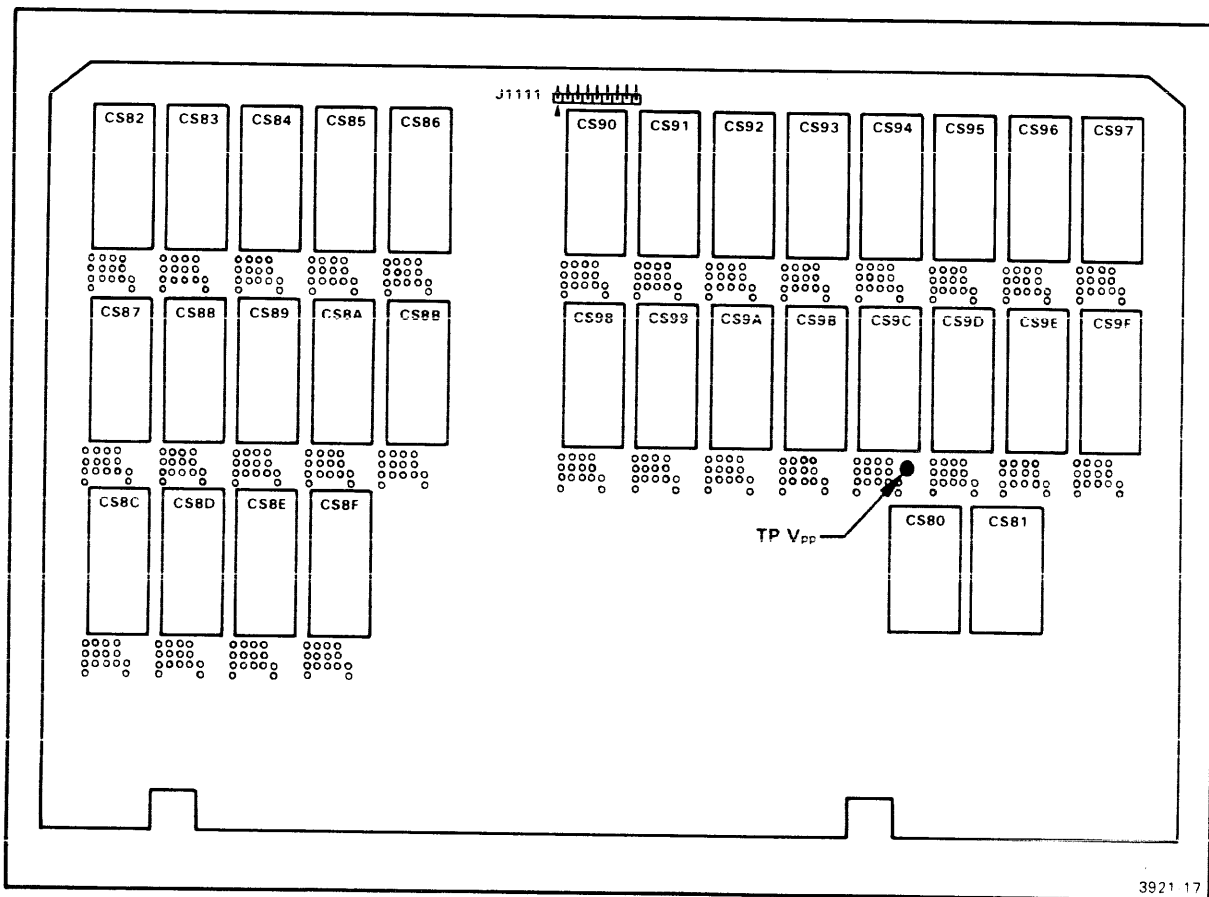 J1111
CS82 CS83 CS84 CS85 CS86 CS90 CS91 CS92 CS93 CS94 CS95 CS96 CS97
CS87 CS88 CS89 CS8A CS8B CS98 CS99 CS9A CS9B CS9C CS9D CS9E CS9F
CS8C CS8D CS8E CS8F CS80 CS81
TP Vpp
3921-17